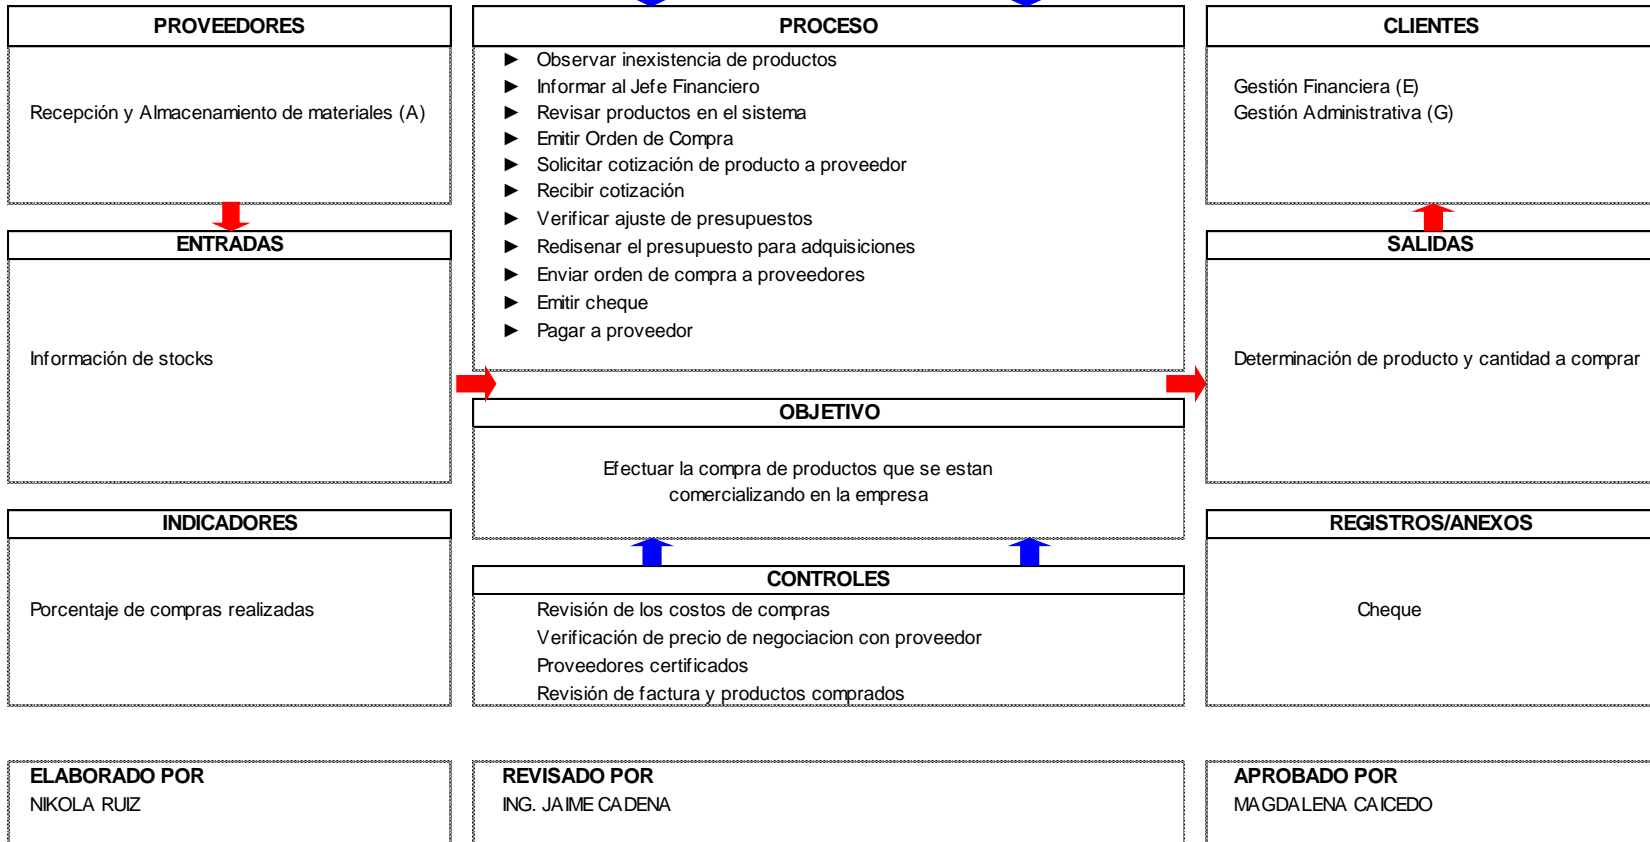 PROVEEDORES
Recepción y Almacenamiento de materiales (A)
ENTRADAS
Información de stocks
INDICADORES
Porcentaje de compras realizadas
PROCESO
► Observar inexistencia de productos
► Informar al Jefe Financiero
► Revisar productos en el sistema
► Emitir Orden de Compra
► Solicitar cotización de producto a proveedor
► Recibir cotización
► Verificar ajuste de presupuestos
► Redisenar el presupuesto para adquisiciones
► Enviar orden de compra a proveedores
► Emitir cheque
► Pagar a proveedor
OBJETIVO
Efectuar la compra de productos que se estan
comercializando en la empresa
CONTROLES
Revisión de los costos de compras
Verificación de precio de negociacion con proveedor
Proveedores certificados
Revisión de factura y productos comprados
CLIENTES
Gestión Financiera (E)
Gestión Administrativa (G)
SALIDAS
Determinación de producto y cantidad a comprar
REGISTROS/ANEXOS
Cheque
ELABORADO POR
NIKOLA RUIZ
REVISADO POR
ING. JAIME CADENA
APROBADO POR
MAGDALENA CAICEDO